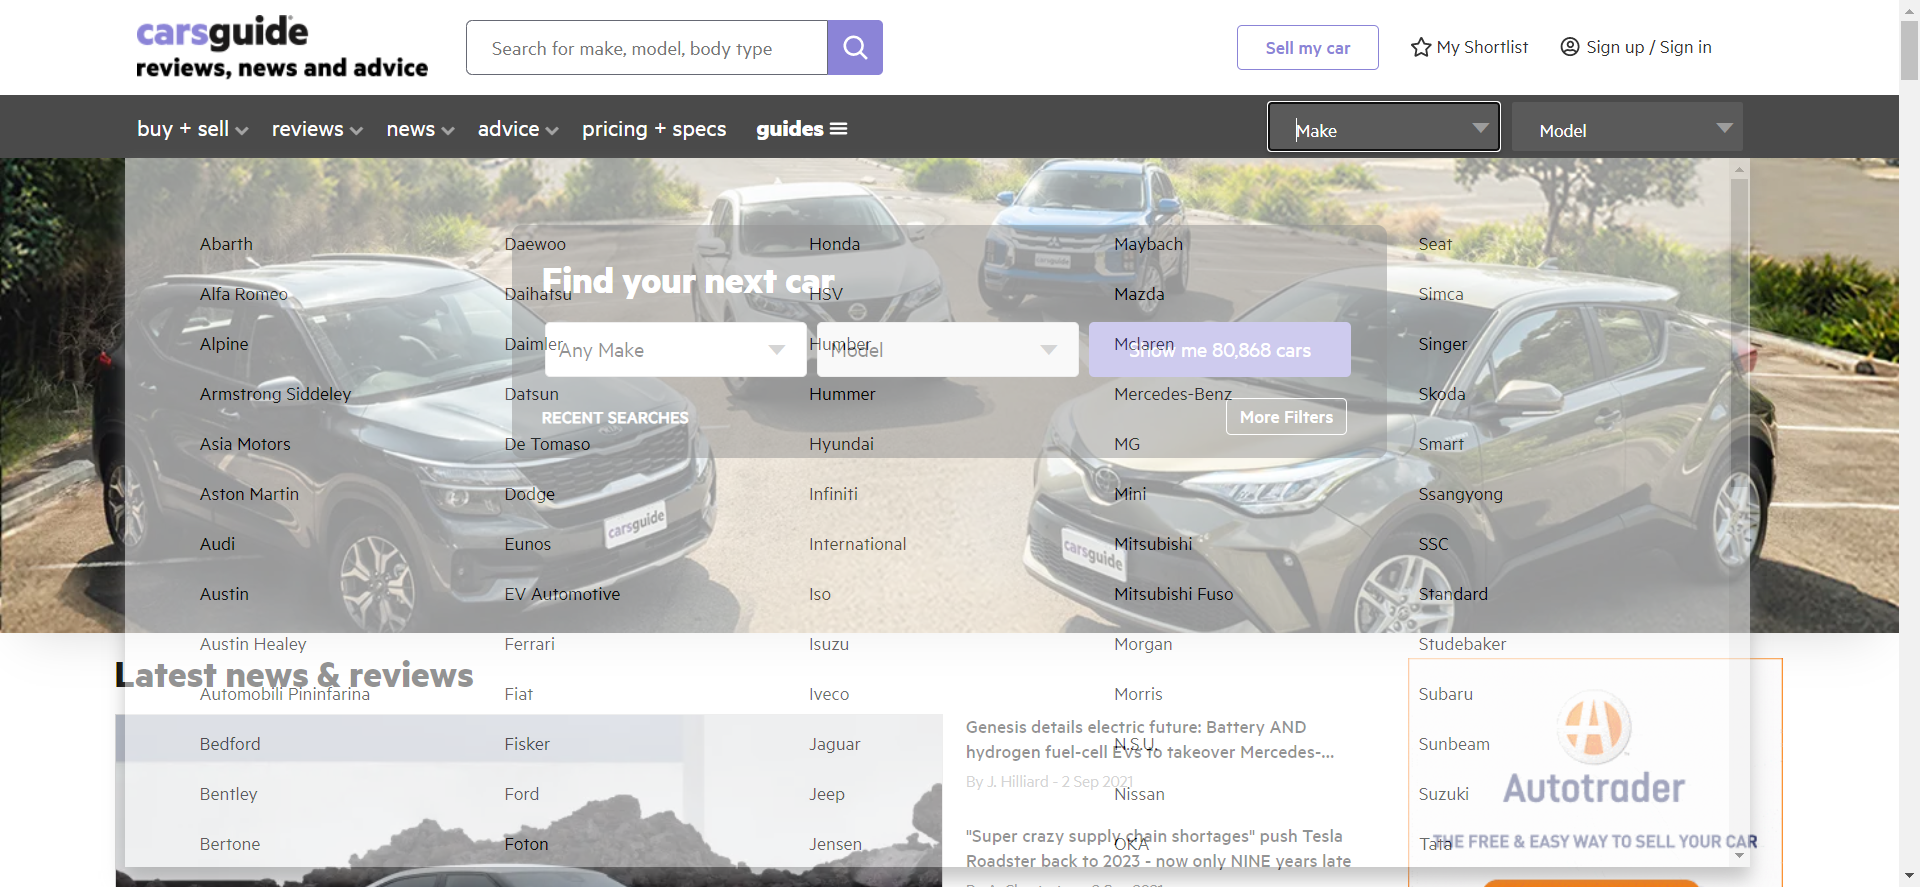 carsguide
reviews, news and advice
Search for make, model, body type
Sell my car
My Shortlist
Sign up / Sign in
buy + sell
reviews
news
advice
pricing + specs
guides
Make
Model
Abarth
Daewoo
Honda
Maybach
Seat
Find your next car
Alfa Romeo
Daihatsu
HSV
Mazda
Simca
Alpine
Daimler
Humber
Mclaren
Singer
Any Make
Model
Show me 80,868 cars
Armstrong Siddeley
Datsun
Hummer
Mercedes-Benz
Skoda
RECENT SEARCHES
More Filters
Asia Motors
De Tomaso
Hyundai
MG
Smart
Aston Martin
Dodge
Infiniti
Mini
Ssangyong
carsguide
carsguide
carsguide
Audi
Eunos
International
Mitsubishi
SSC
Austin
EV Automotive
Iso
Mitsubishi Fuso
Standard
Austin Healey
Ferrari
Isuzu
Morgan
Studebaker
Latest news & reviews
Automobili Pininfarina
Fiat
Iveco
Morris
Subaru
Genesis details electric future: Battery AND
hydrogen fuel-cell EVs to takeover Mercedes-...
By J. Hilliard - 2 Sep 2021
Bedford
Fisker
Jaguar
N.S.U.
Sunbeam
Bentley
Ford
Jeep
Nissan
Suzuki
Autotrader
THE FREE & EASY WAY TO SELL YOUR CAR
"Super crazy supply chain shortages" push Tesla
Roadster back to 2023 - now only NINE years late
Bertone
Foton
Jensen
OKA
Tata